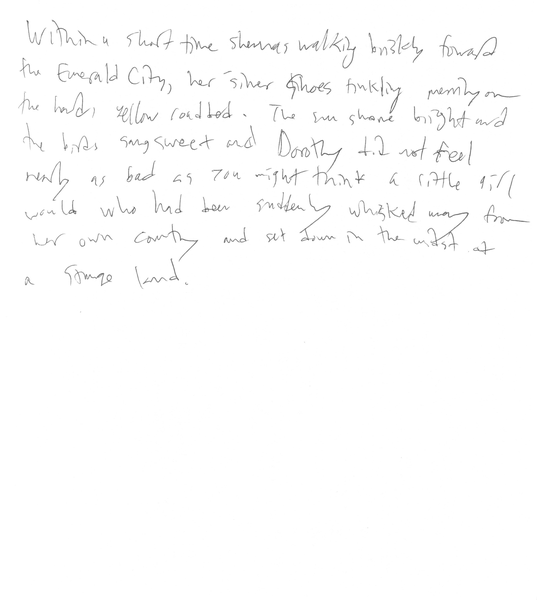 Within a short time she was walking briskly toward
the Emerald City, her silver Shoes tinkling merrily on
the hard, yellow roadbed. The sun shone bright and
the birds sang sweet and Dorothy did not feel
nearly as bad as you might think a little girl
would who had been suddenly whisked away from
her own country and set down in the midst of
a strange land.